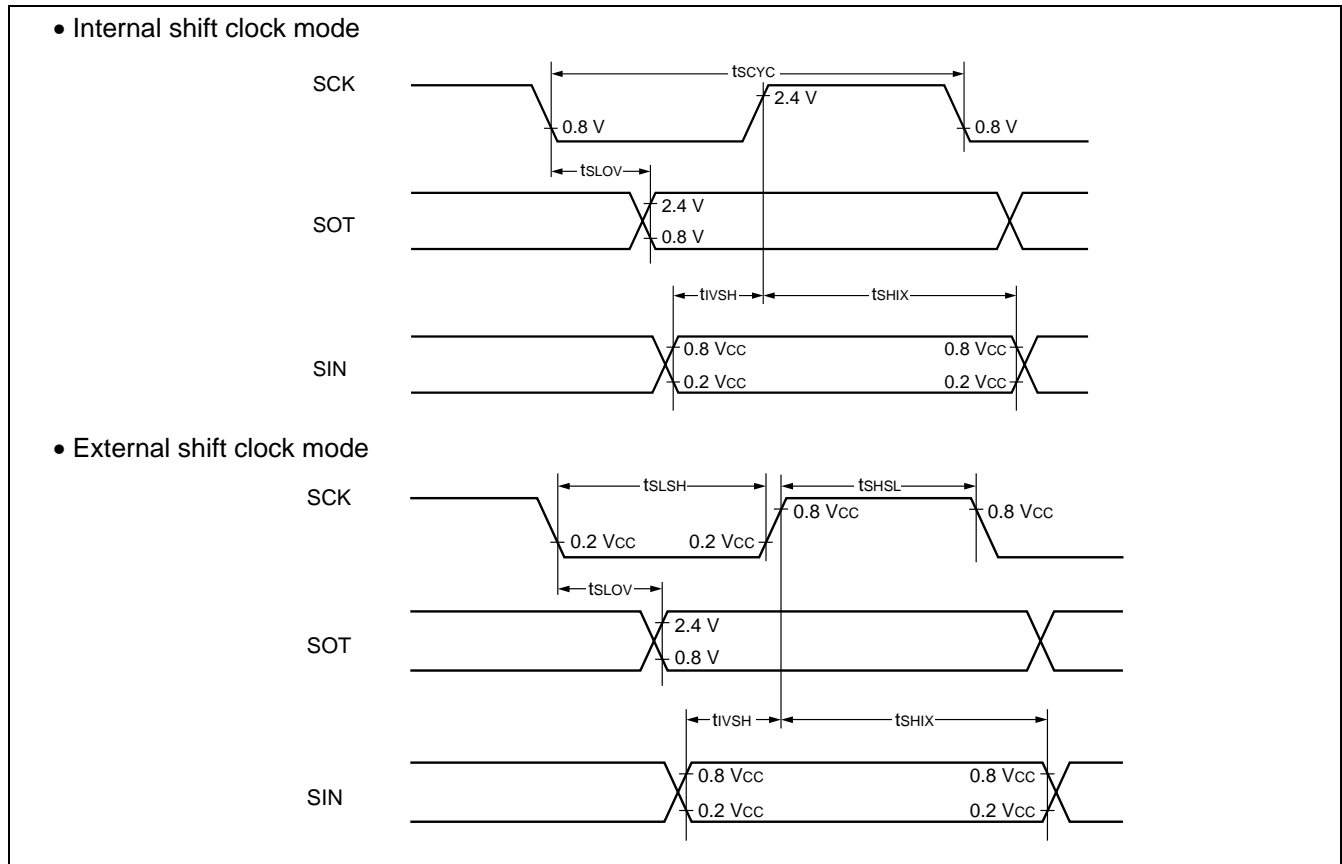 • Internal shift clock mode
SCK
tSCYC
2.4 V
0.8 V
0.8 V
tSLOV
SOT
2.4 V
0.8 V
tIVSH
tSHIX
SIN
0.8 VCC
0.8 VCC
0.2 VCC
0.2 VCC
• External shift clock mode
SCK
tSLSH
tSHSL
0.8 VCC
0.8 VCC
0.2 VCC
0.2 VCC
tSLOV
SOT
2.4 V
0.8 V
tIVSH
tSHIX
SIN
0.8 VCC
0.8 VCC
0.2 VCC
0.2 VCC